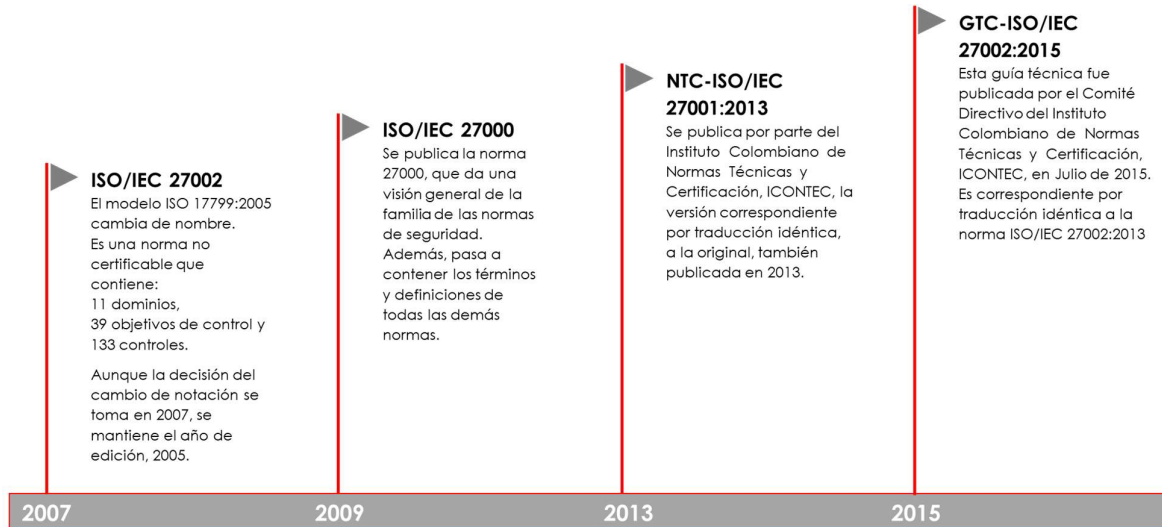 ISO/IEC 27002
El modelo ISO 17799:2005
cambia de nombre.
Es una norma no
certificable que
contiene:
11 dominios,
39 objetivos de control y
133 controles.
Aunque la decisión del
cambio de notación se
toma en 2007, se
mantiene el año de
edición, 2005.
ISO/IEC 27000
Se publica la norma
27000, que da una
visión general de la
familia de las normas
de seguridad.
Además, pasa a
contener los términos
y definiciones de
todas las demás
normas.
NTC-ISO/IEC
27001:2013
Se publica por parte del
Instituto Colombiano de
Normas Técnicas y
Certificación, ICONTEC, la
versión correspondiente
por traducción idéntica,
a la original, también
publicada en 2013.
GTC-ISO/IEC
27002:2015
Esta guía técnica fue
publicada por el Comité
Directivo del Instituto
Colombiano de Normas
Técnicas y Certificación,
ICONTEC, en Julio de 2015.
Es correspondiente por
traducción idéntica a la
norma ISO/IEC 27002:2013
2007
2009
2013
2015